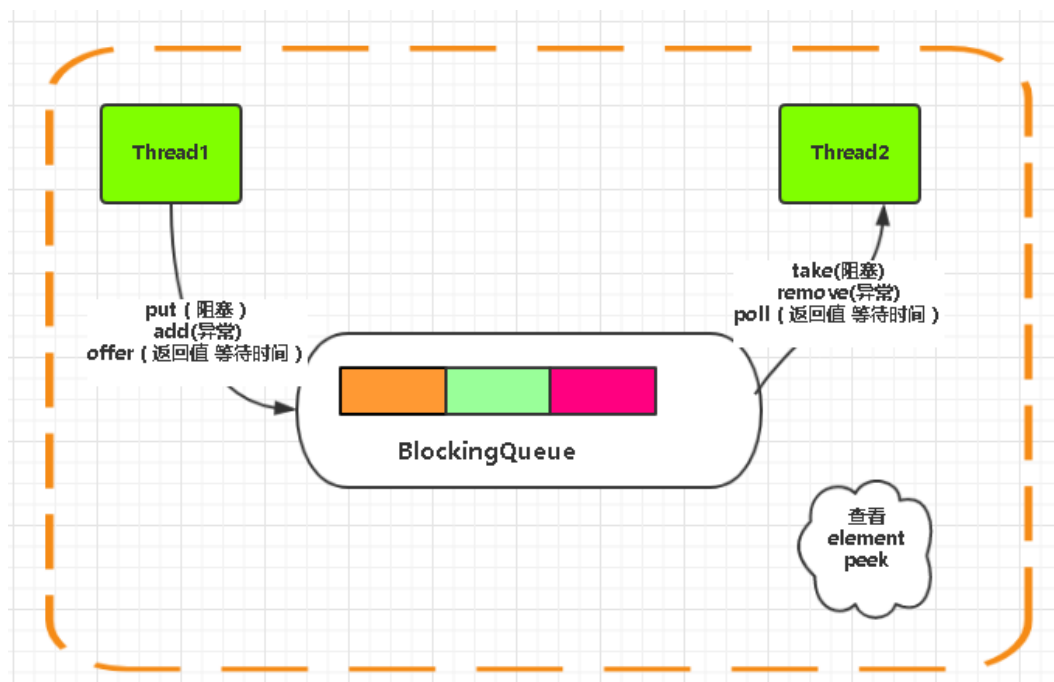 Thread1
Thread2
put（阻塞）
add(异常)
offer（返回值 等待时间）
take(阻塞)
remove(异常)
poll（返回值 等待时间）
BlockingQueue
查看
element
peek